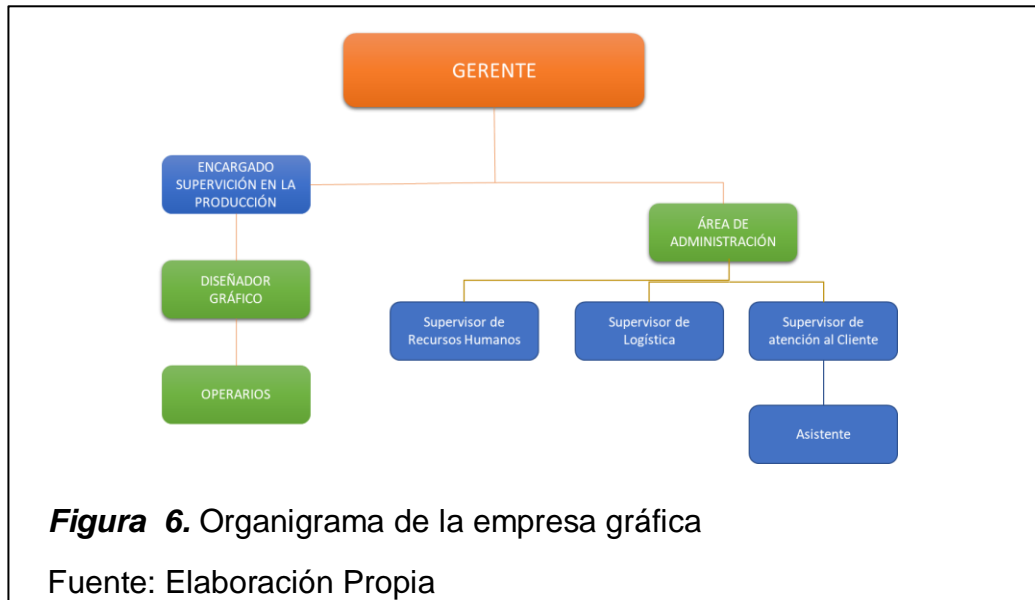 GERENTE
ENCARGADO
SUPERVICIÓN EN LA
PRODUCCIÓN
ÁREA DE
ADMINISTRACIÓN
DISEÑADOR
GRÁFICO
Supervisor de
Recursos Humanos
Supervisor de
Logística
Supervisor de
atención al Cliente
OPERARIOS
Asistente
Figura 6. Organigrama de la empresa gráfica
Fuente: Elaboración Propia